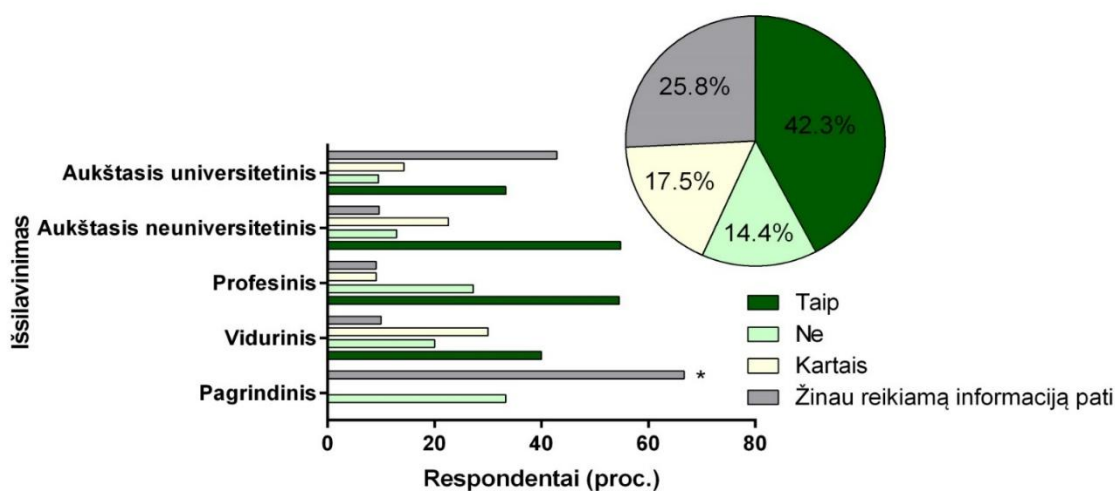 25.8%
42.3%
17.5%
14.4%
Išsilavinimas
Aukštasis universitetinis
Aukštasis neuniversitetinis
Profesinis
Vidurinis
Pagrindinis
*
0 20 40 60 80
Respondentai (proc.)
Taip
Ne
Kartais
Žinau reikiamą informaciją pati